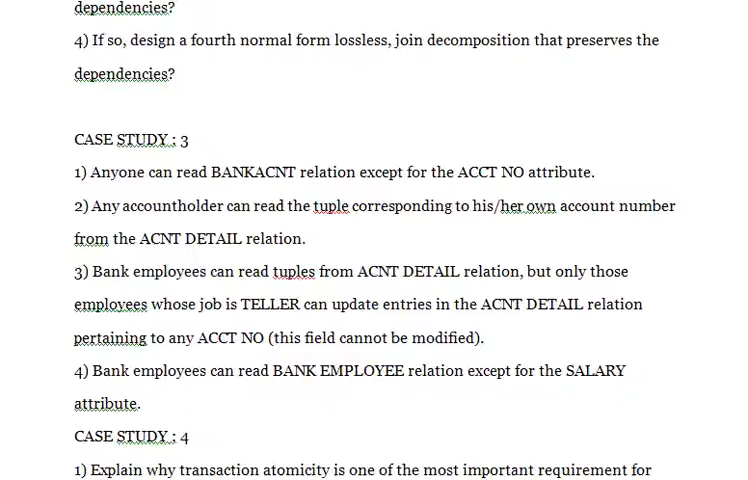 dependencies?
4) If so, design a fourth normal form lossless, join decomposition that preserves the
dependencies?
CASE STUDY : 3
1) Anyone can read BANKACNT relation except for the ACCT NO attribute.
2) Any accountholder can read the tuple corresponding to his/her own account number
from the ACNT DETAIL relation.
3) Bank employees can read tuples from ACNT DETAIL relation, but only those
employees whose job is TELLER can update entries in the ACNT DETAIL relation
pertaining to any ACCT NO (this field cannot be modified).
4) Bank employees can read BANK EMPLOYEE relation except for the SALARY
attribute.
CASE STUDY : 4
1) Explain why transaction atomicity is one of the most important requirement for